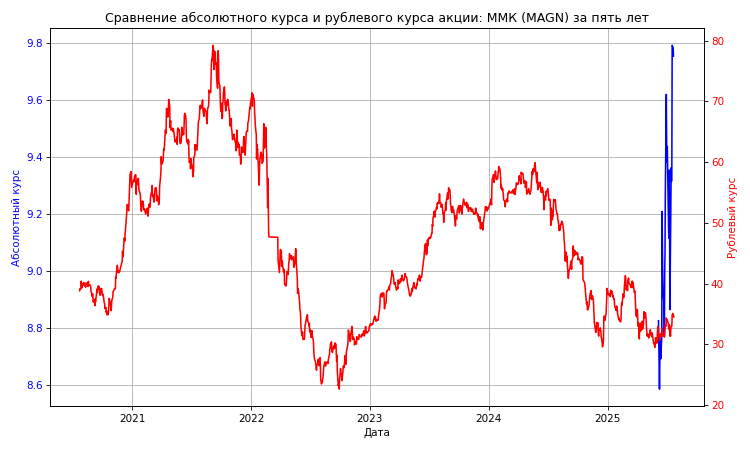 Сравнение абсолютного курса и рублевого курса акции: ММК (MAGN) за пять лет
9.8
9.6
9.4
9.2
9.0
8.8
8.6
Абсолютный курс
80
70
60
50
40
30
20
Рублевый курс
2021 2022 2023 2024 2025
Дата